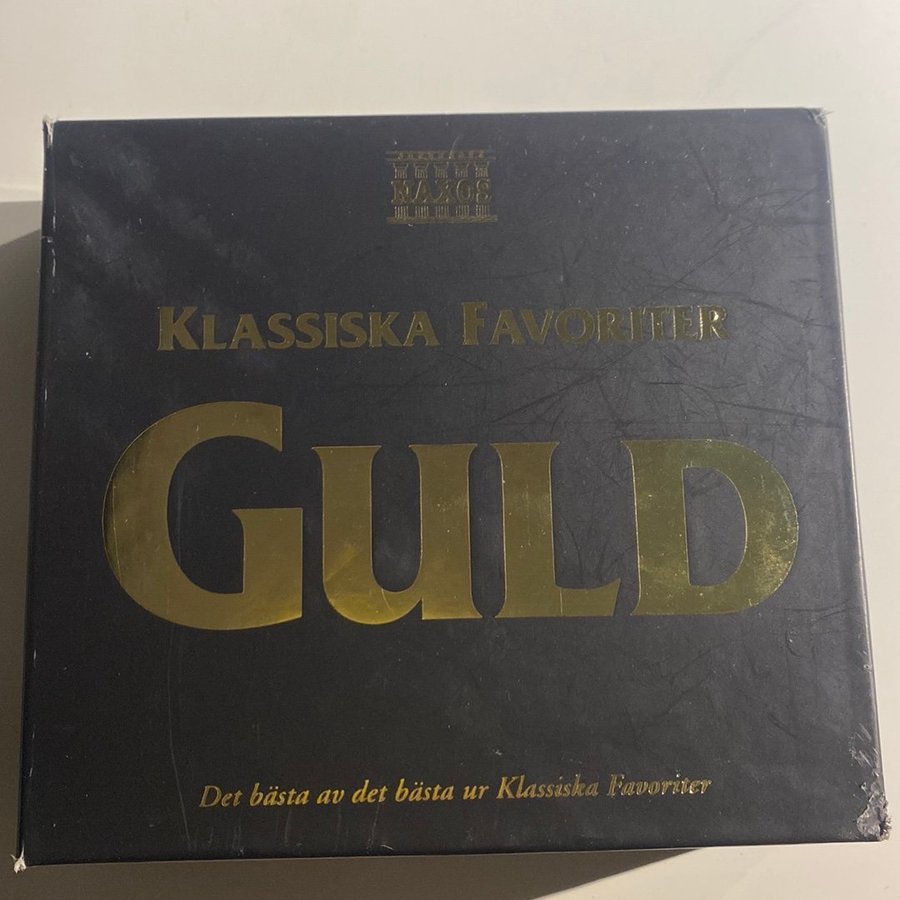 NAXOS
KLASSISKA FAVORITER
GULD
Det bästa av det bästa ur Klassiska Favoriter